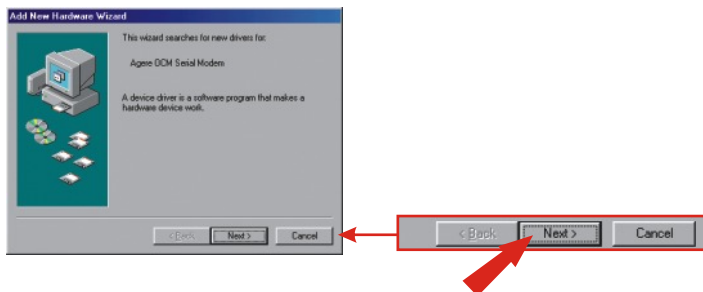 Add New Hardware Wizard
This wizard searches for new drivers for:
Agere OCM Serial Modem
A device driver is a software program that makes a
hardware device work.
< Back Next > Cancel
< Back Next > Cancel